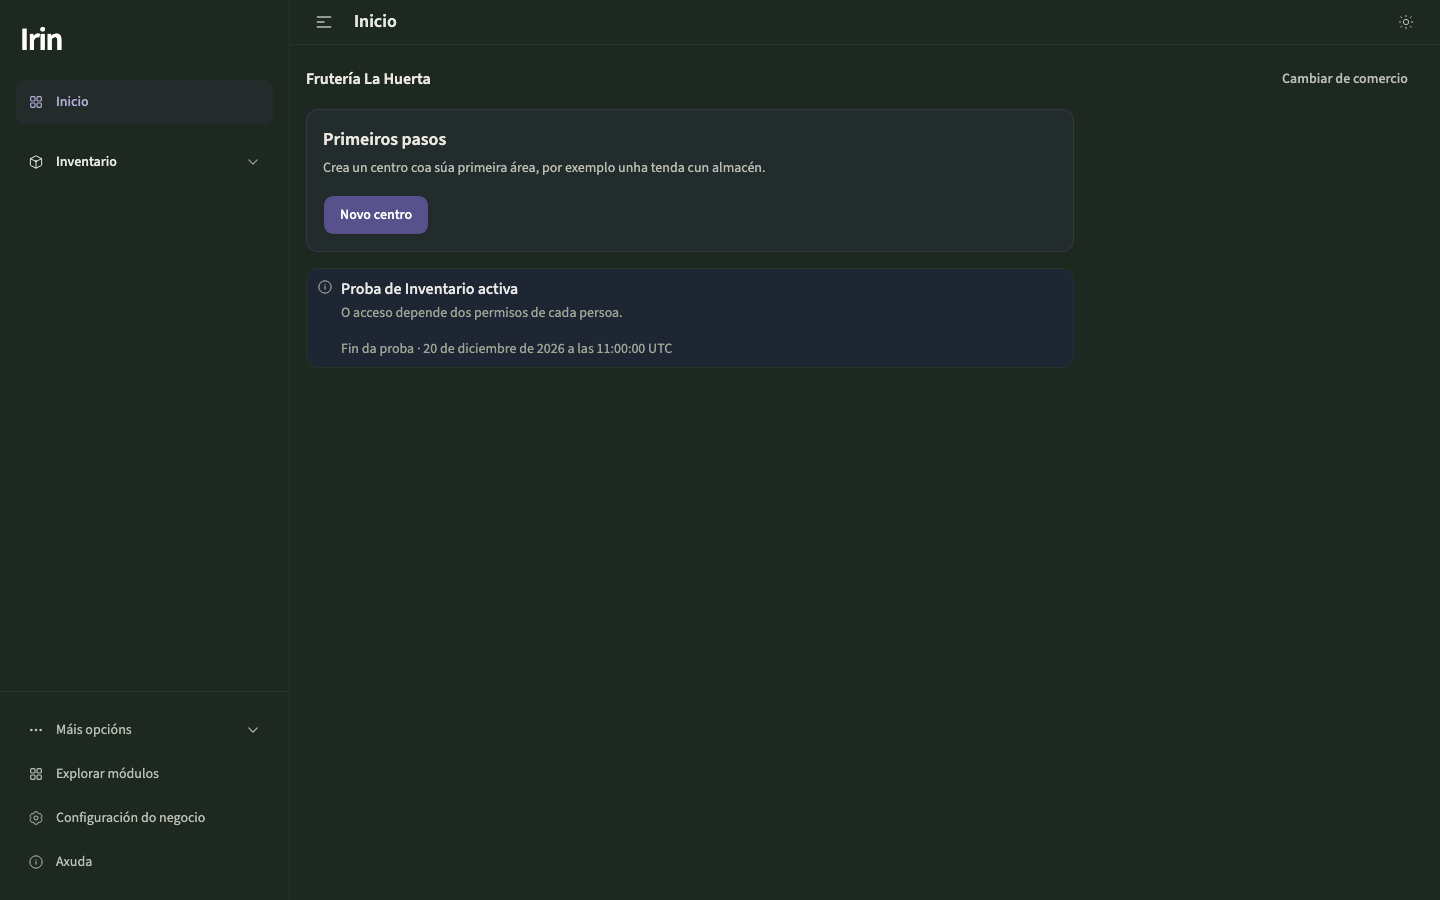 Irin
Inicio
Inventario
Máis opcións
Explorar módulos
Configuración do negocio
Axuda
Inicio
Frutería La Huerta
Cambiar de comercio
Primeiros pasos
Crea un centro coa súa primeira área, por exemplo unha tenda cun almacén.
Novo centro
Proba de Inventario activa
O acceso depende dos permisos de cada persoa.
Fin da proba · 20 de diciembre de 2026 a las 11:00:00 UTC